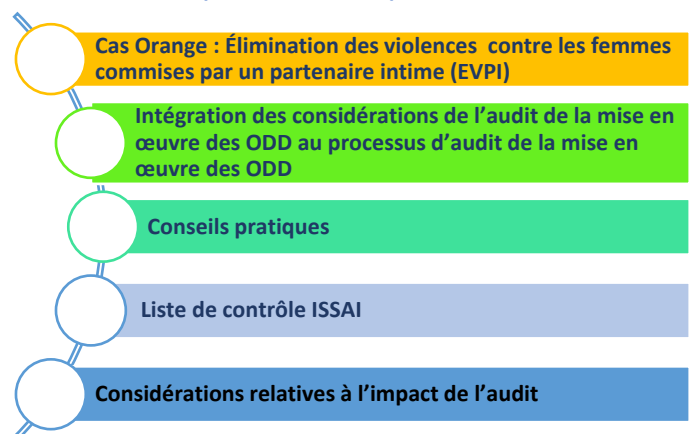 Cas Orange : Élimination des violences contre les femmes
commises par un partenaire intime (EVPI)
Intégration des considérations de l'audit de la mise en
œuvre des ODD au processus d'audit de la mise en
œuvre des ODD
Conseils pratiques
Liste de contrôle ISSAI
Considérations relatives à l'impact de l'audit